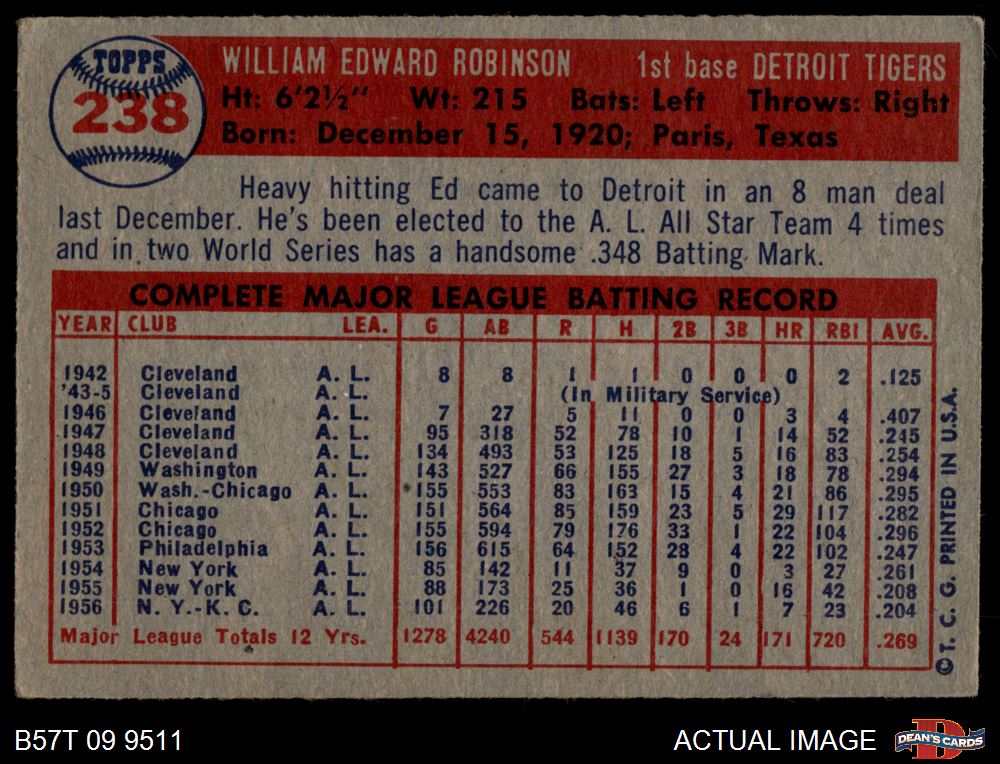 TOPPS
238
WILLIAM EDWARD ROBINSON 1st base DETROIT TIGERS
Ht: 6'2½" Wt: 215 Bats: Left Throws: Right
Born: December 15, 1920; Paris, Texas
Heavy hitting Ed came to Detroit in an 8 man deal
last December. He's been elected to the A. L. All Star Team 4 times
and in two World Series has a handsome .348 Batting Mark.
COMPLETE MAJOR LEAGUE BATTING RECORD
YEAR CLUB LEA. G AB R H 2B 3B HR RBI AVG.
1942 Cleveland A. L. 8 8 1 1 0 0 0 2 .125
'43-5 Cleveland A. L. (In Military Service)
1946 Cleveland A. L. 7 27 5 11 0 0 3 4 .407
1947 Cleveland A. L. 95 318 52 78 10 1 14 52 .245
1948 Cleveland A. L. 134 493 53 125 18 5 16 83 .254
1949 Washington A. L. 143 527 66 155 27 3 18 78 .294
1950 Wash.-Chicago A. L. 155 553 83 163 15 4 21 86 .295
1951 Chicago A. L. 151 564 85 159 23 5 29 117 .282
1952 Chicago A. L. 155 594 79 176 33 1 22 104 .296
1953 Philadelphia A. L. 156 615 64 152 28 4 22 102 .247
1954 New York A. L. 85 142 11 37 9 0 3 27 .261
1955 New York A. L. 88 173 25 36 1 0 16 42 .208
1956 N. Y.-K. C. A. L. 101 226 20 46 6 1 7 23 .204
Major League Totals 12 Yrs. 1278 4240 544 1139 170 24 171 720 .269
© T. C. G. PRINTED IN U.S.A.
B57T 09 9511
ACTUAL IMAGE
DEAN'S CARDS